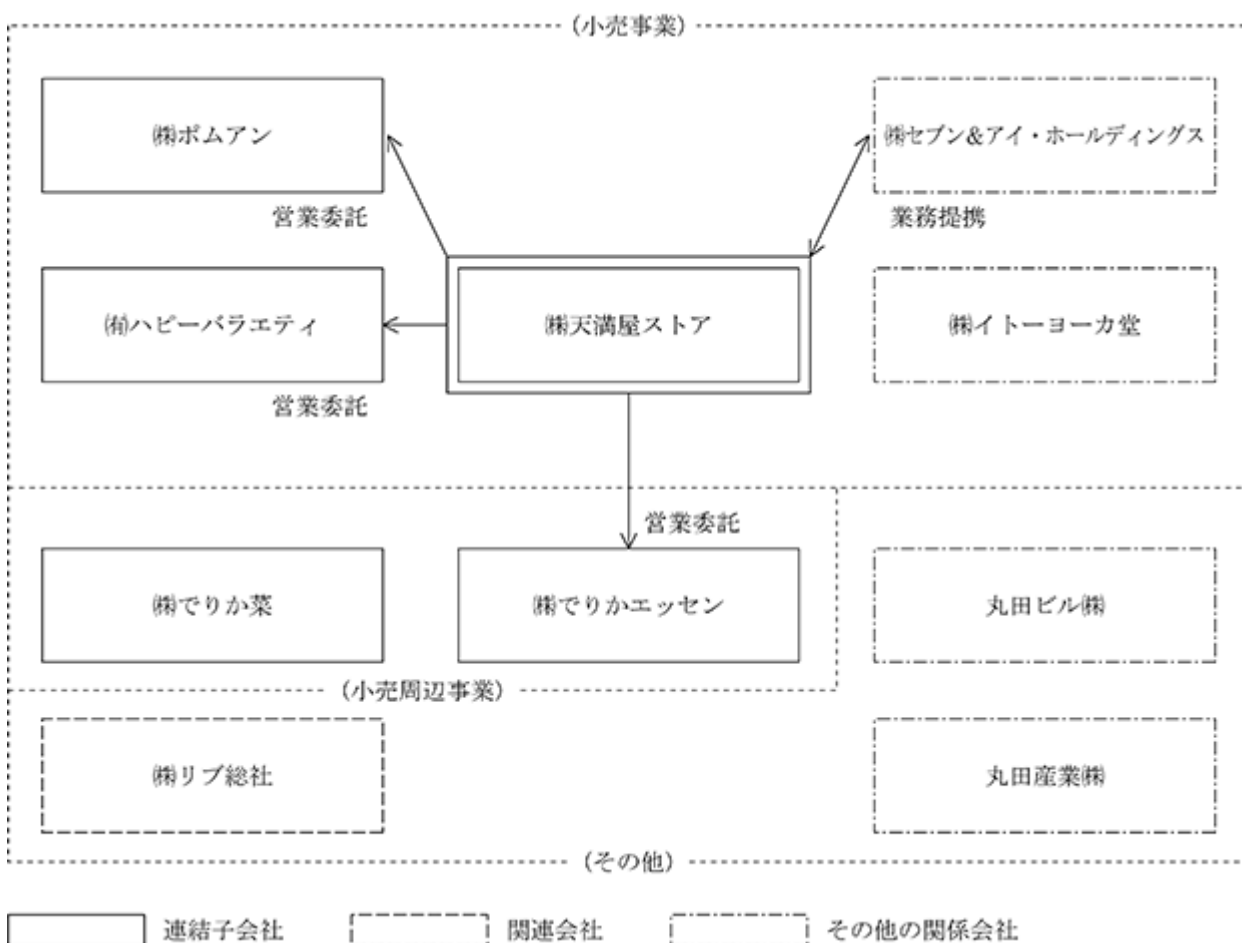 (小売事業)
㈱ポムアン
㈱セブン&アイ・ホールディングス
営業委託
業務提携
㈲ハピーバラエティ
㈱天満屋ストア
㈱イトーヨーカ堂
営業委託
営業委託
㈱でりか菜
㈱でりかエッセン
丸田ビル㈱
(小売周辺事業)
㈱リブ総社
丸田産業㈱
(その他)
連結子会社
関連会社
その他の関係会社